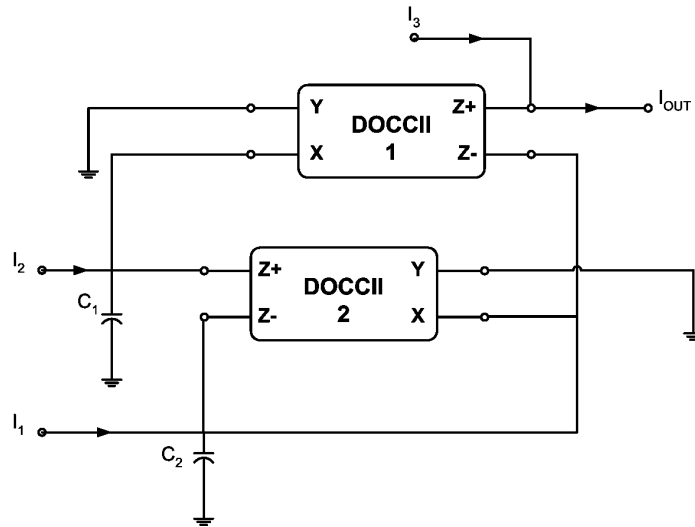 I3
Y
Z+
DOCCII
1
IOUT
X
Z-
I2
Z+
Y
DOCCII
2
C1
Z-
X
I1
C2